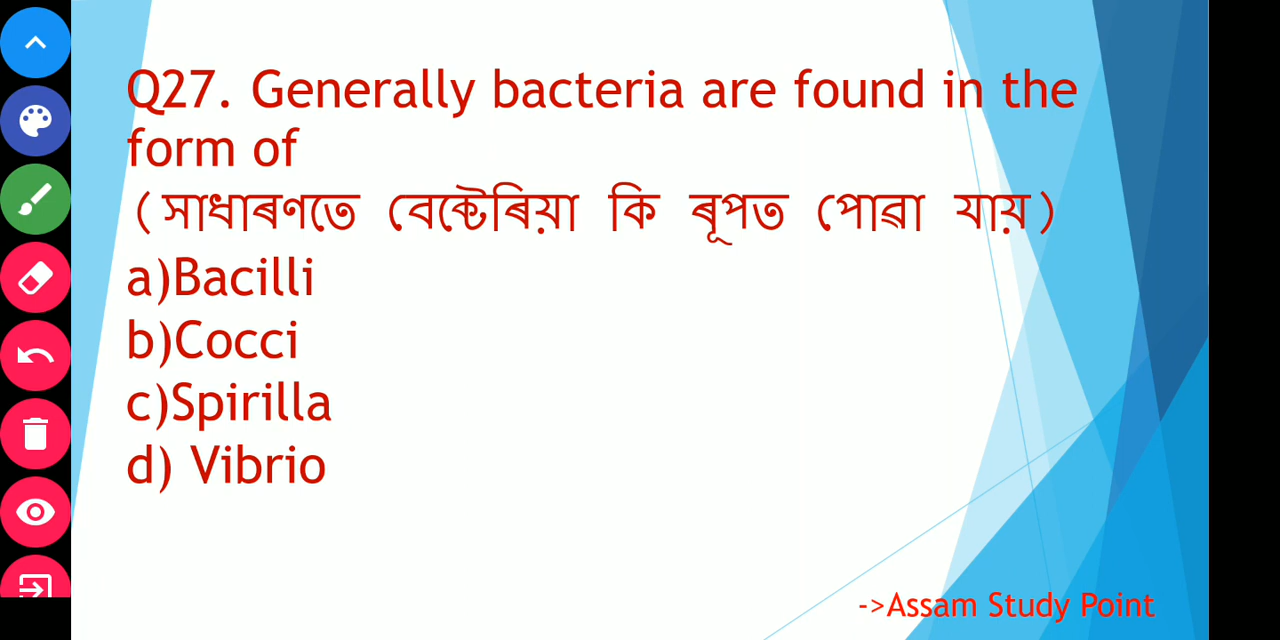 Q27. Generally bacteria are found in the
form of
(সাধাৰণতে বেক্টেৰিয়া কি ৰূপত পোৱা যায়)
a)Bacilli
b)Cocci
c)Spirilla
d) Vibrio
->Assam Study Point